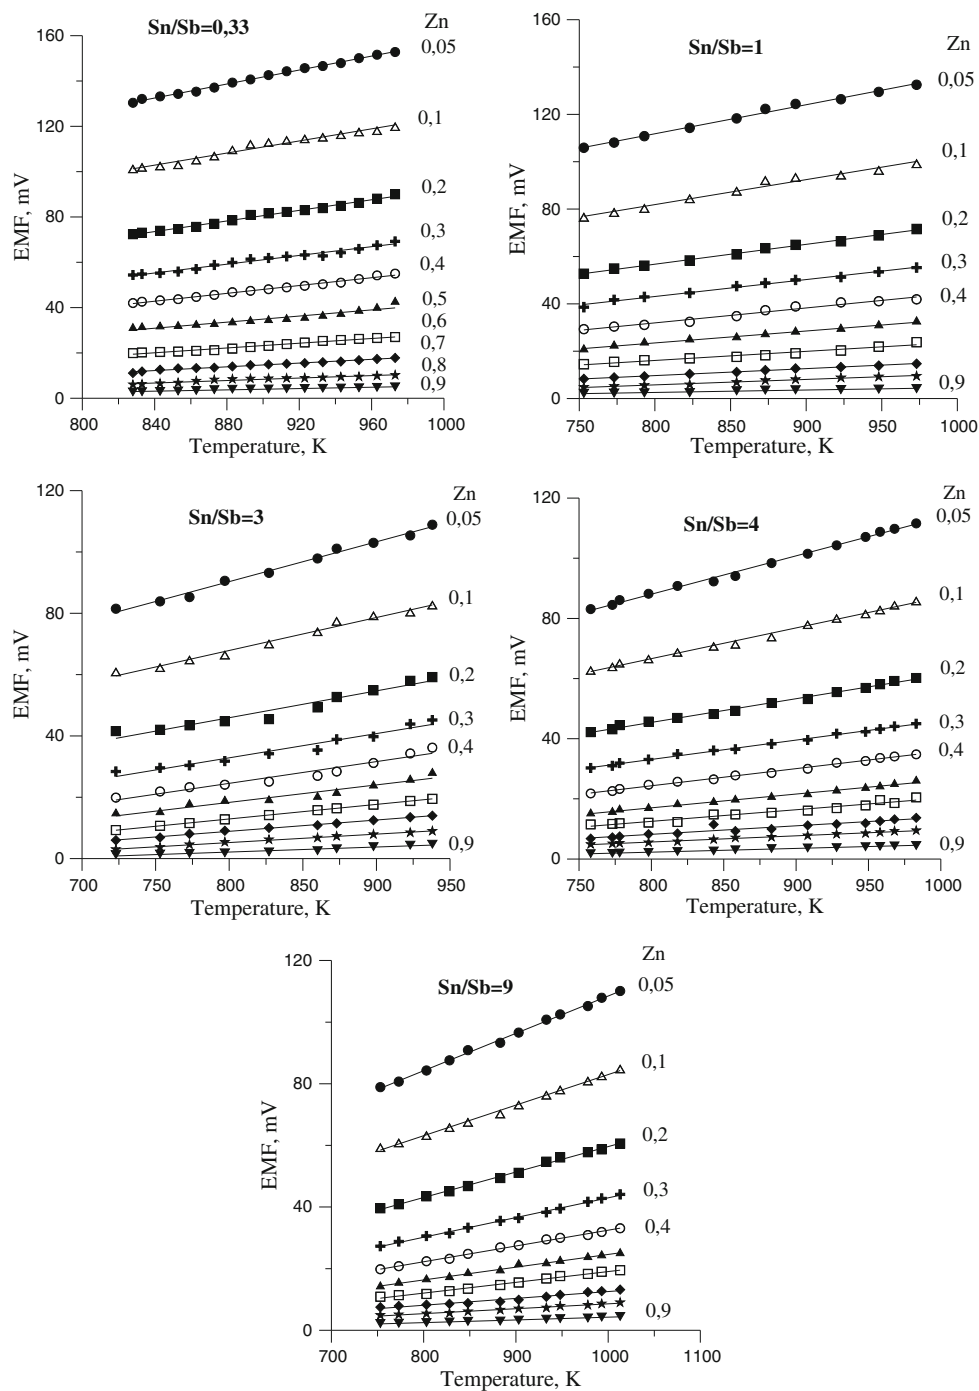 Sn/Sb=0,33
Zn
160
0,05
120
0,1
EMF, mV
80
0,2
0,3
0,4
40
0,5
0,6
0,7
0,8
0,9
0
800 840 880 920 960 1000
Temperature, K
Sn/Sb=1
Zn
160
0,05
120
0,1
EMF, mV
80
0,2
0,3
40
0,4
0,9
0
750 800 850 900 950 1000
Temperature, K
Sn/Sb=3
Zn
120
0,05
80
0,1
EMF, mV
0,2
0,3
40
0,4
0,9
0
700 750 800 850 900 950
Temperature, K
Sn/Sb=4
Zn
120
0,05
80
0,1
EMF, mV
0,2
40
0,3
0,4
0,9
0
750 800 850 900 950 1000
Temperature, K
Sn/Sb=9
Zn
120
0,05
80
0,1
EMF, mV
0,2
40
0,3
0,4
0,9
0
700 800 900 1000 1100
Temperature, K